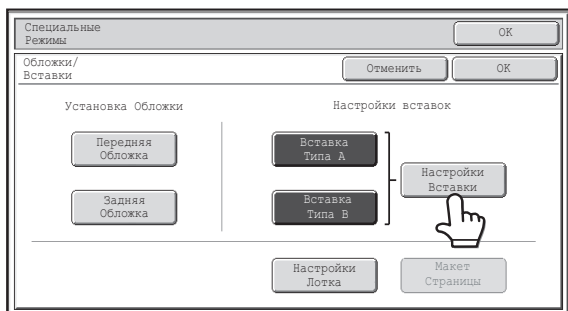 Специальные
Режимы
OK
Обложки/
Вставки
Отменить
OK
Установка Обложки
Настройки вставок
Передняя
Обложка
Вставка
Типа A
Настройки
Вставки
Задняя
Обложка
Вставка
Типа B
Настройки
Лотка
Макет
Страницы